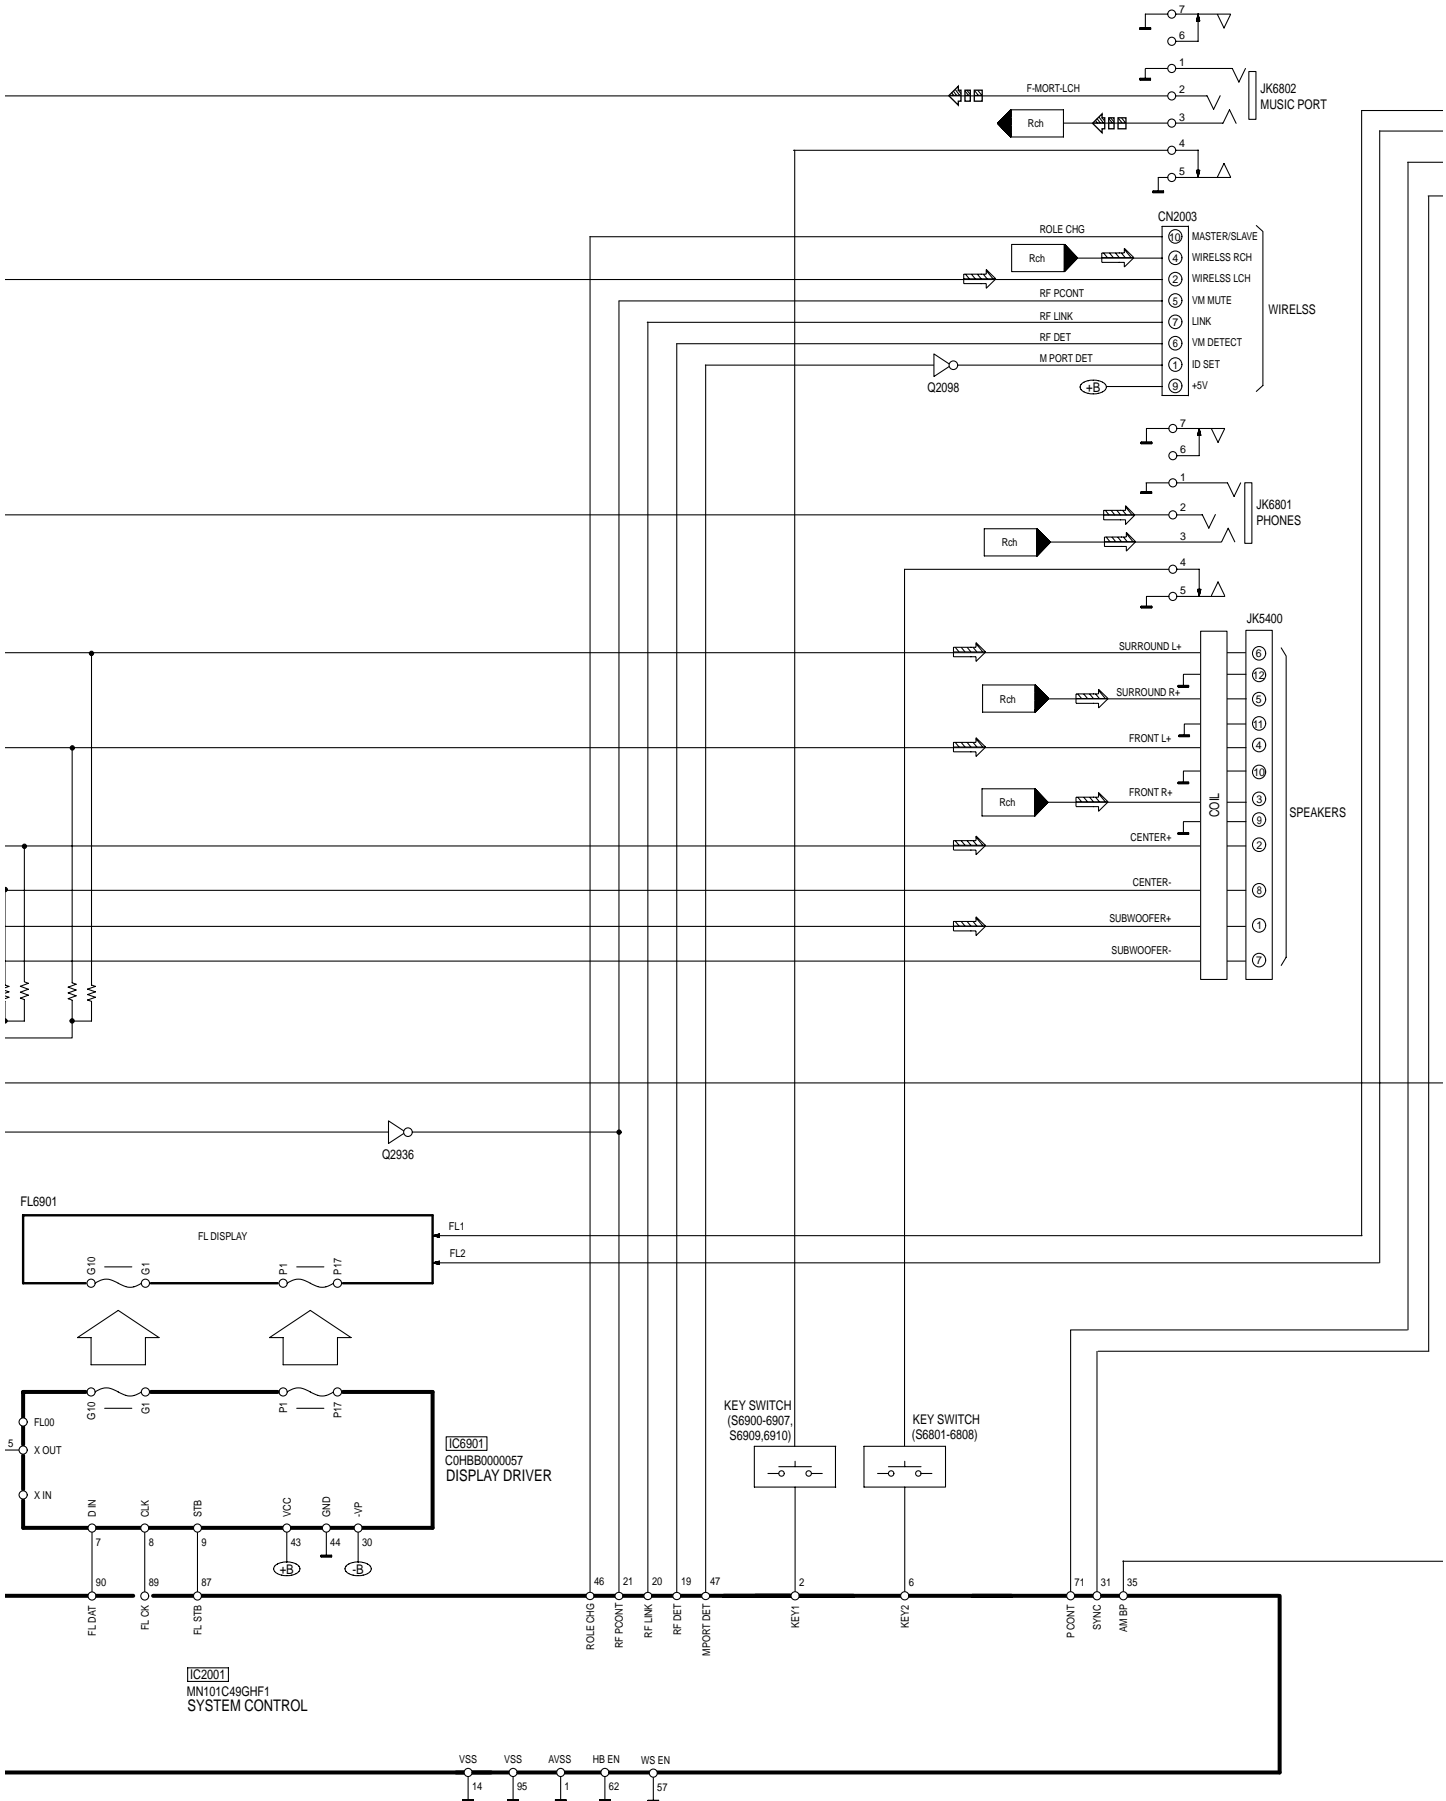 7
6
1
F-MORT-LCH
2
JK6802
MUSIC PORT
Rch
3
4
5
CN2003
ROLE CHG
10 MASTER/SLAVE
Rch
4 WIRELSS RCH
2 WIRELSS LCH
RF PCONT
5 VM MUTE
WIRELSS
RF LINK
7 LINK
RF DET
6 VM DETECT
M PORT DET
1 ID SET
Q2098
+B
9 +5V
7
6
1
2
JK6801
PHONES
Rch
3
4
5
JK5400
SURROUND L+
6
12
Rch
SURROUND R+
5
11
FRONT L+
4
10
Rch
FRONT R+
3
COIL
SPEAKERS
9
CENTER+
2
CENTER-
8
SUBWOOFER+
1
SUBWOOFER-
7
Q2936
FL6901
FL DISPLAY
FL1
FL2
G10 G1 P1 P17
G10 G1 P1 P17
FL00
5
X OUT
X IN
IC6901
C0HBB0000057
DISPLAY DRIVER
KEY SWITCH
(S6900-6907,
S6909,6910)
KEY SWITCH
(S6801-6808)
D IN CLK STB VCC GND -VP
7 8 9 43 44 30
+B -B
90 89 87 46 21 20 19 47 2 6 71 31 35
FL DAT FL CK FL STB ROLE CHG RF PCONT RF LINK RF DET MPORT DET KEY1 KEY2 P CONT SYNC AM BP
IC2001
MN101C49GHF1
SYSTEM CONTROL
VSS VSS AVSS HB EN WS EN
14 95 1 62 57